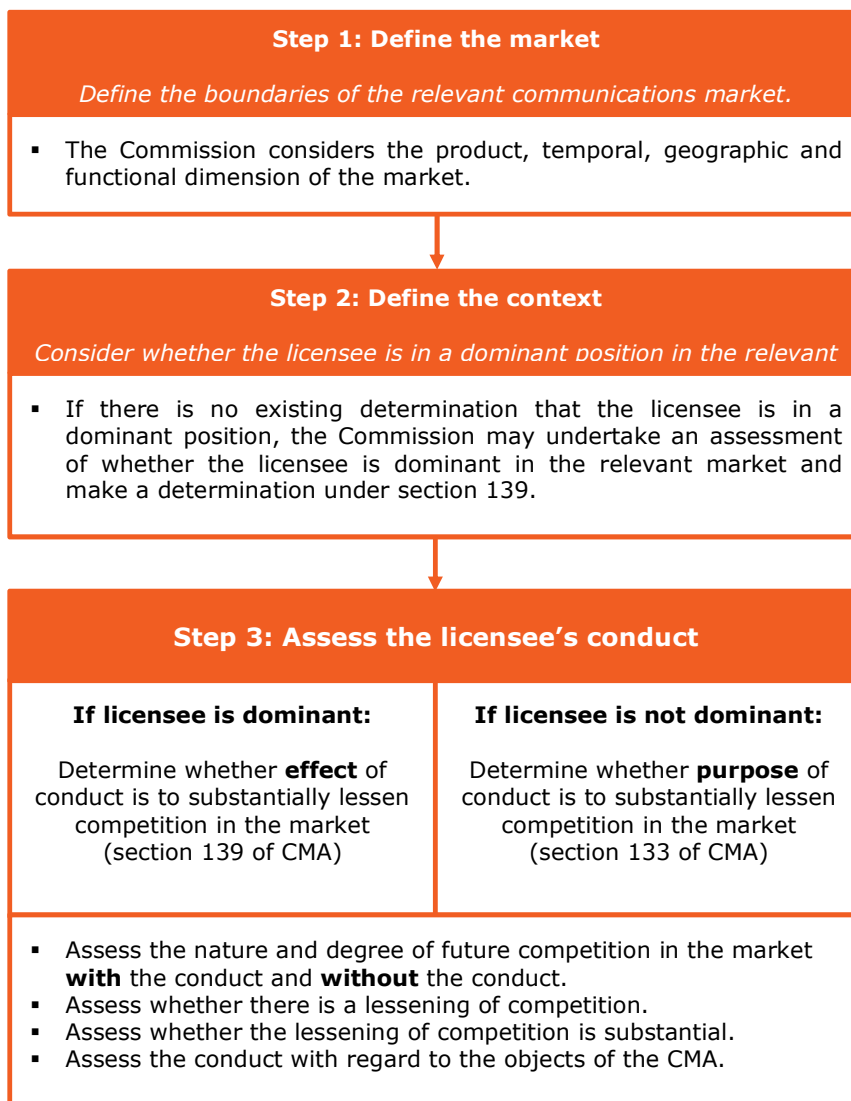 Step 1: Define the market
Define the boundaries of the relevant communications market.
▪ The Commission considers the product, temporal, geographic and
functional dimension of the market.
Step 2: Define the context
Consider whether the licensee is in a dominant position in the relevant
▪ If there is no existing determination that the licensee is in a
dominant position, the Commission may undertake an assessment
of whether the licensee is dominant in the relevant market and
make a determination under section 139.
Step 3: Assess the licensee’s conduct
If licensee is dominant:
Determine whether effect of
conduct is to substantially lessen
competition in the market
(section 139 of CMA)
If licensee is not dominant:
Determine whether purpose of
conduct is to substantially lessen
competition in the market
(section 133 of CMA)
▪ Assess the nature and degree of future competition in the market
with the conduct and without the conduct.
▪ Assess whether there is a lessening of competition.
▪ Assess whether the lessening of competition is substantial.
▪ Assess the conduct with regard to the objects of the CMA.